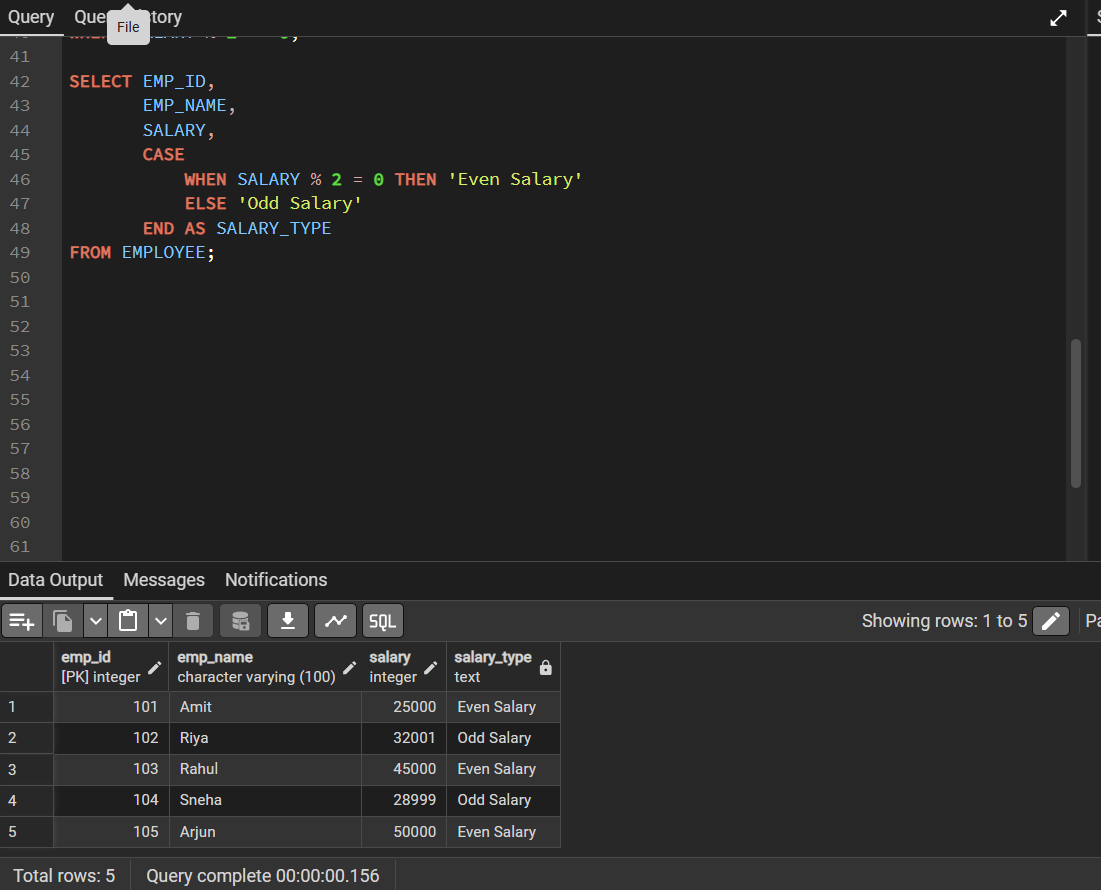 Query Que tory
File
41
42 SELECT EMP_ID,
43 EMP_NAME,
44 SALARY,
45 CASE
46 WHEN SALARY % 2 = 0 THEN 'Even Salary'
47 ELSE 'Odd Salary'
48 END AS SALARY_TYPE
49 FROM EMPLOYEE;
50
51
52
53
54
55
56
57
58
59
60
61
Data Output Messages Notifications
SQL Showing rows: 1 to 5
emp_id emp_name salary salary_type
[PK] integer character varying (100) integer text
1 101 Amit 25000 Even Salary
2 102 Riya 32001 Odd Salary
3 103 Rahul 45000 Even Salary
4 104 Sneha 28999 Odd Salary
5 105 Arjun 50000 Even Salary
Total rows: 5 Query complete 00:00:00.156